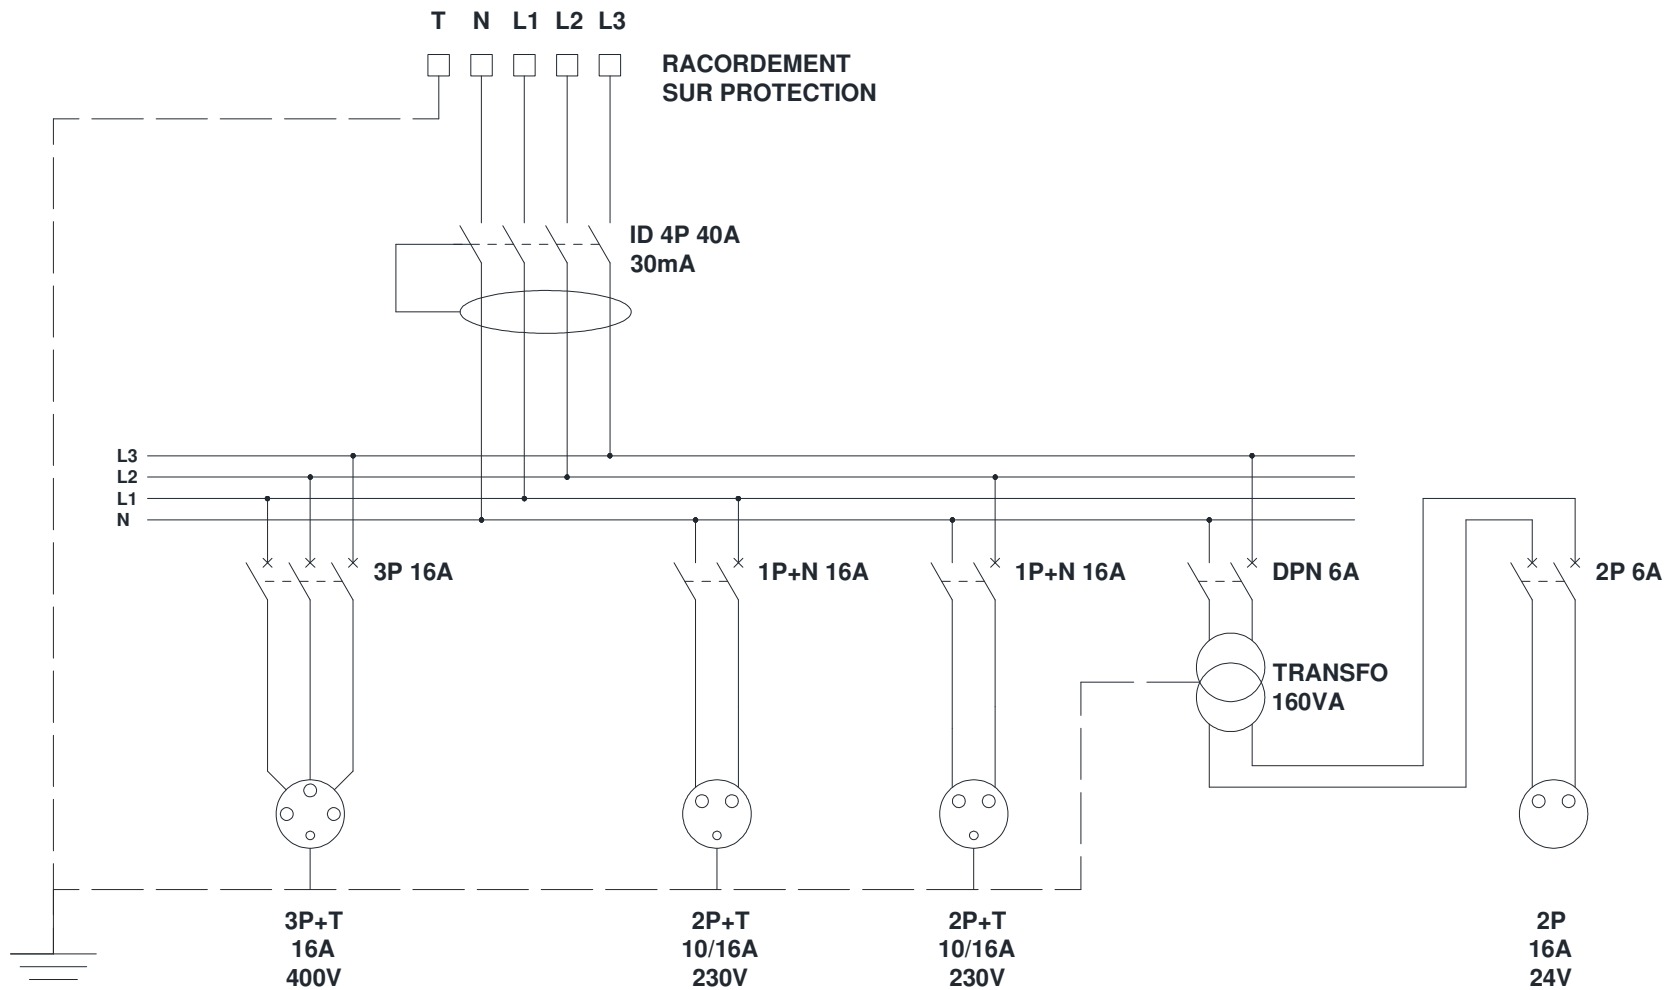 T N L1 L2 L3
RACORDEMENT
SUR PROTECTION
ID 4P 40A
30mA
L3
L2
L1
N
3P 16A
1P+N 16A
1P+N 16A
DPN 6A
2P 6A
TRANSFO
160VA
3P+T
16A
400V
2P+T
10/16A
230V
2P+T
10/16A
230V
2P
16A
24V